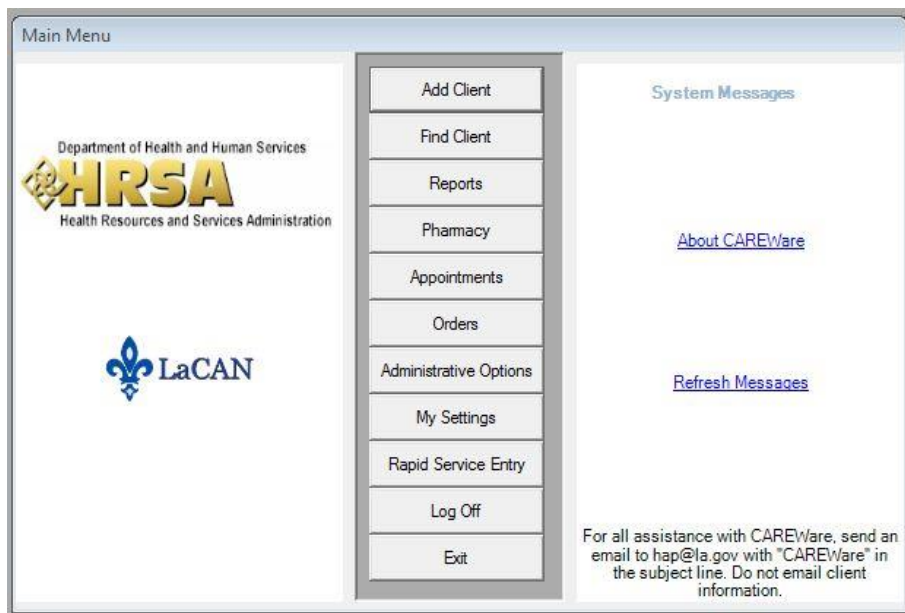 Main Menu
Department of Health and Human Services
HRSA
Health Resources and Services Administration
LaCAN
Add Client
Find Client
Reports
Pharmacy
Appointments
Orders
Administrative Options
My Settings
Rapid Service Entry
Log Off
Exit
System Messages
About CAREWare
Refresh Messages
For all assistance with CAREWare, send an
email to hap@la.gov with "CAREWare" in
the subject line. Do not email client
information.